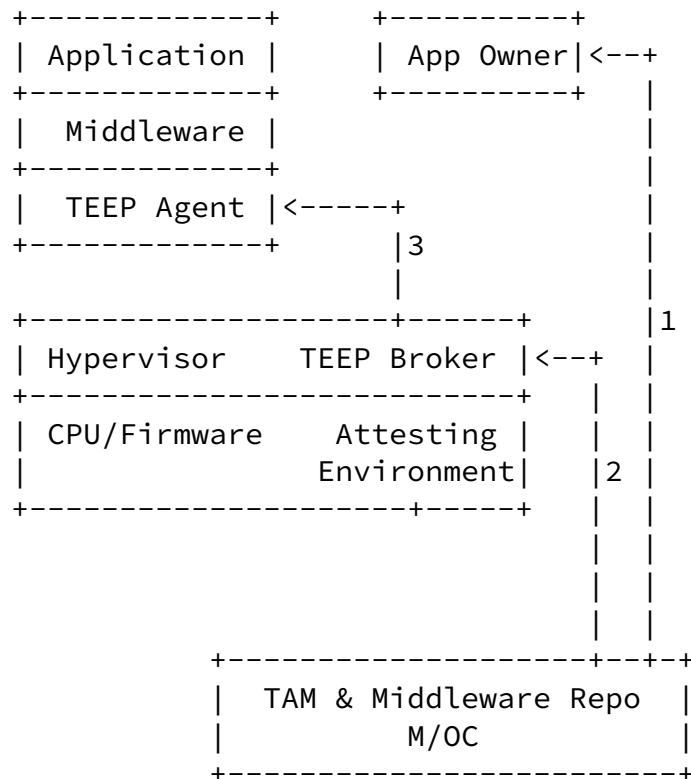 Application
App Owner
Middleware
TEEP Agent
3
1
Hypervisor TEEP Broker
CPU/Firmware Attesting
Environment
2
TAM & Middleware Repo
M/OC